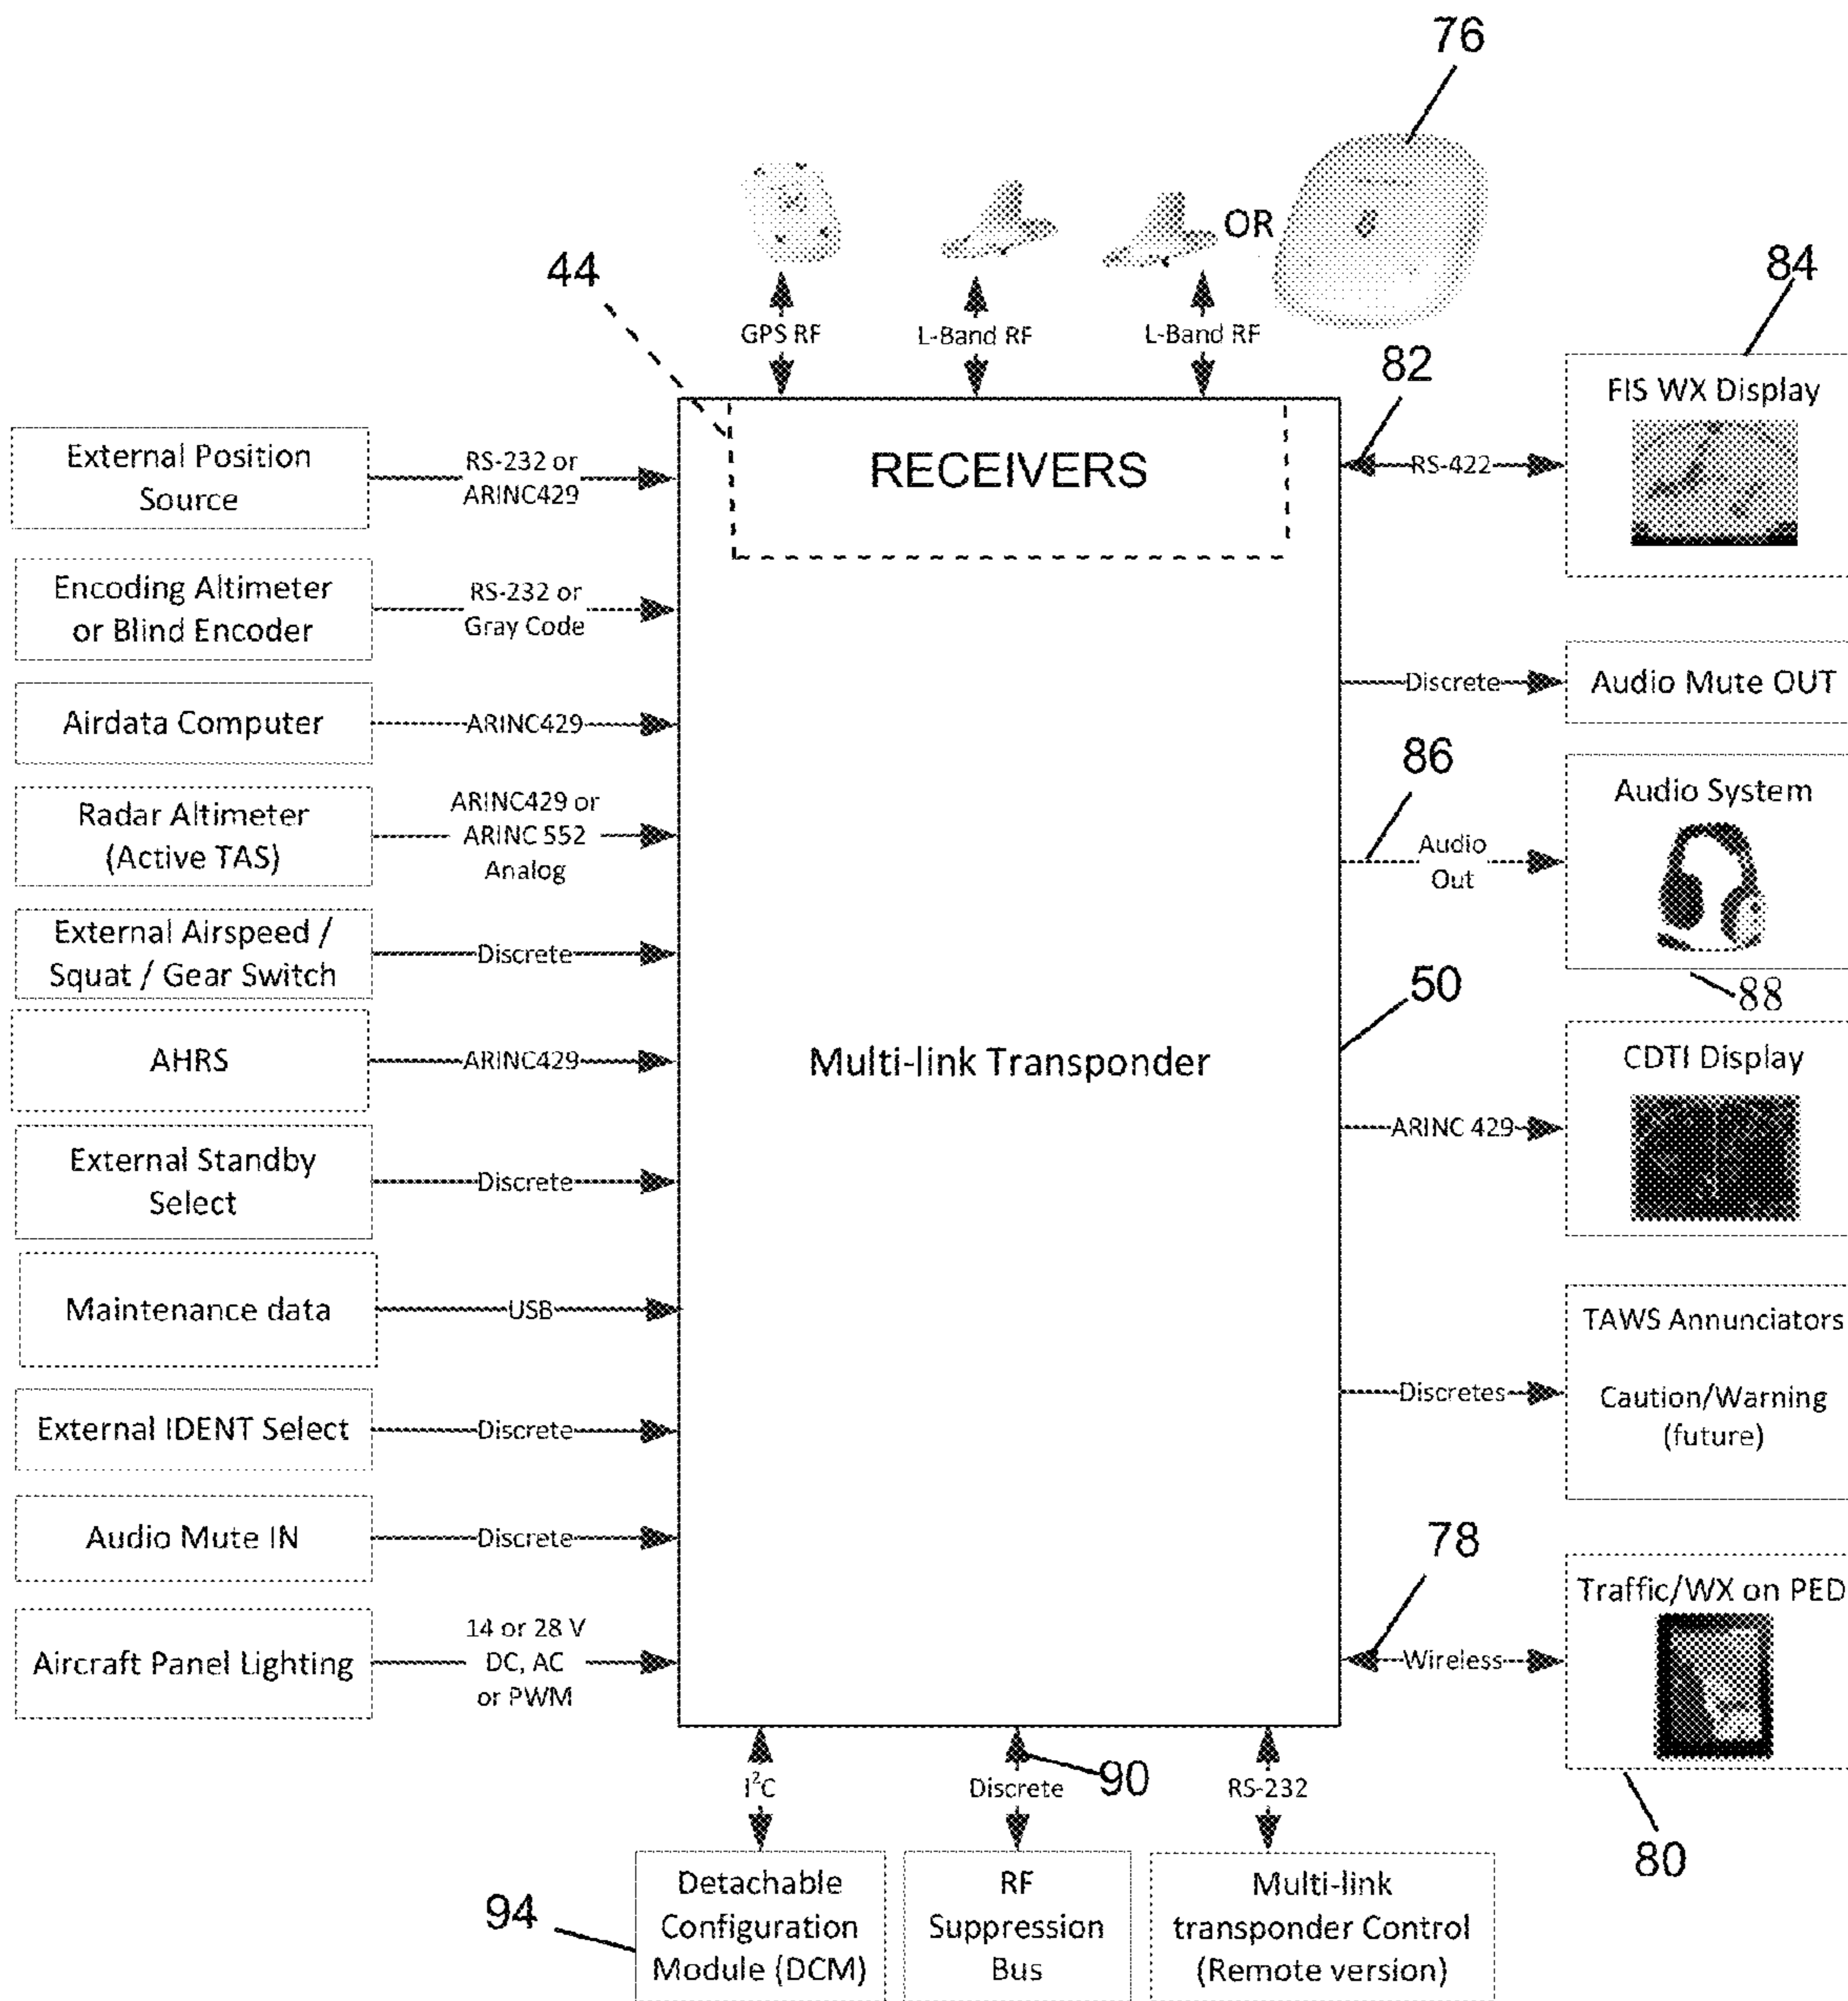 76
OR
44
84
GPS RF
L-Band RF
L-Band RF
82
External Position
Source
RS-232 or
ARINC429
RECEIVERS
RS-422
FIS WX Display
Encoding Altimeter
or Blind Encoder
RS-232 or
Gray Code
Discrete
Audio Mute OUT
Airdata Computer
ARINC429
Radar Altimeter
(Active TAS)
ARINC429 or
ARINC 552
Analog
86
Audio
Out
Audio System
88
External Airspeed /
Squat / Gear Switch
Discrete
50
AHRS
ARINC429
Multi-link Transponder
CDTI Display
ARINC 429
External Standby
Select
Discrete
Maintenance data
USB
TAWS Annunciators
Caution/Warning
(future)
Discretes
External IDENT Select
Discrete
Audio Mute IN
Discrete
78
Traffic/WX on PED
Wireless
80
Aircraft Panel Lighting
14 or 28 V
DC, AC
or PWM
I²C
Discrete
90
RS-232
94
Detachable
Configuration
Module (DCM)
RF
Suppression
Bus
Multi-link
transponder Control
(Remote version)